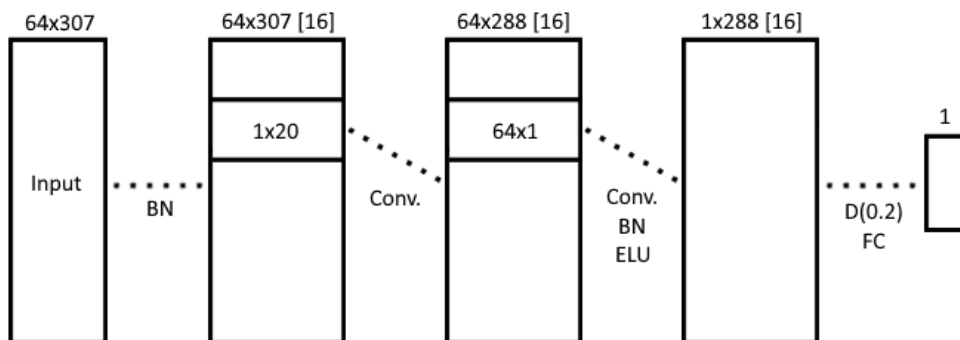 64x307
64x307 [16]
64x288 [16]
1x288 [16]
1
Input
BN
1x20
Conv.
64x1
Conv.
BN
ELU
D(0.2)
FC